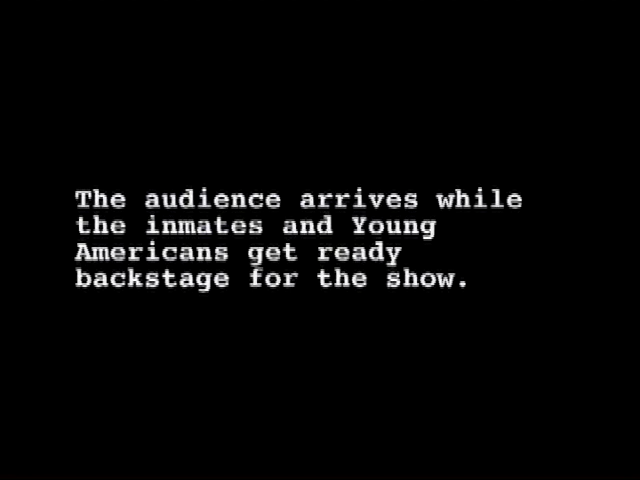 The audience arrives while
the inmates and Young
Americans get ready
backstage for the show.